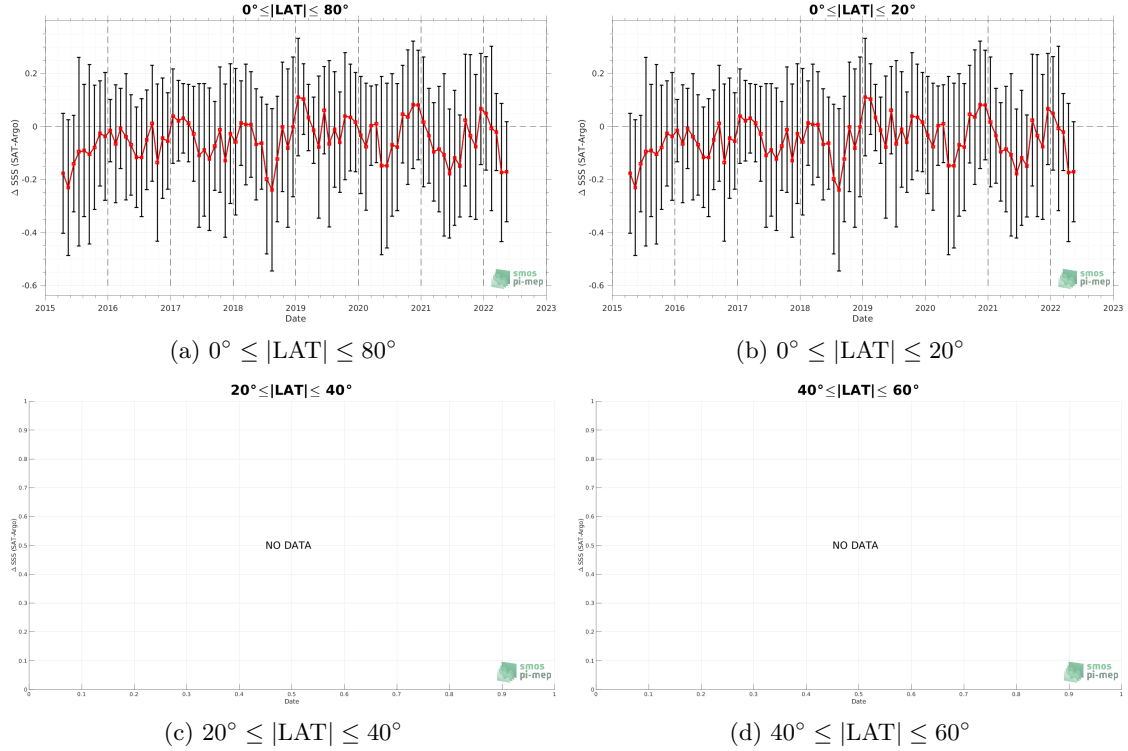 0°≤|LAT|≤ 80°
0.2
0
-0.2
-0.4
-0.6
Δ SSS (SAT-Argo)
2015 2016 2017 2018 2019 2020 2021 2022 2023
Date
smos
pi-mep
(a) 0° ≤ |LAT| ≤ 80°
0°≤|LAT|≤ 20°
0.2
0
-0.2
-0.4
-0.6
Δ SSS (SAT-Argo)
2015 2016 2017 2018 2019 2020 2021 2022 2023
Date
smos
pi-mep
(b) 0° ≤ |LAT| ≤ 20°
20°≤|LAT|≤ 40°
1
0.9
0.8
0.7
0.6
0.5
0.4
0.3
0.2
0.1
0
Δ SSS (SAT-Argo)
NO DATA
0 0.1 0.2 0.3 0.4 0.5 0.6 0.7 0.8 0.9 1
Date
smos
pi-mep
(c) 20° ≤ |LAT| ≤ 40°
40°≤|LAT|≤ 60°
1
0.9
0.8
0.7
0.6
0.5
0.4
0.3
0.2
0.1
0
Δ SSS (SAT-Argo)
NO DATA
0 0.1 0.2 0.3 0.4 0.5 0.6 0.7 0.8 0.9 1
Date
smos
pi-mep
(d) 40° ≤ |LAT| ≤ 60°